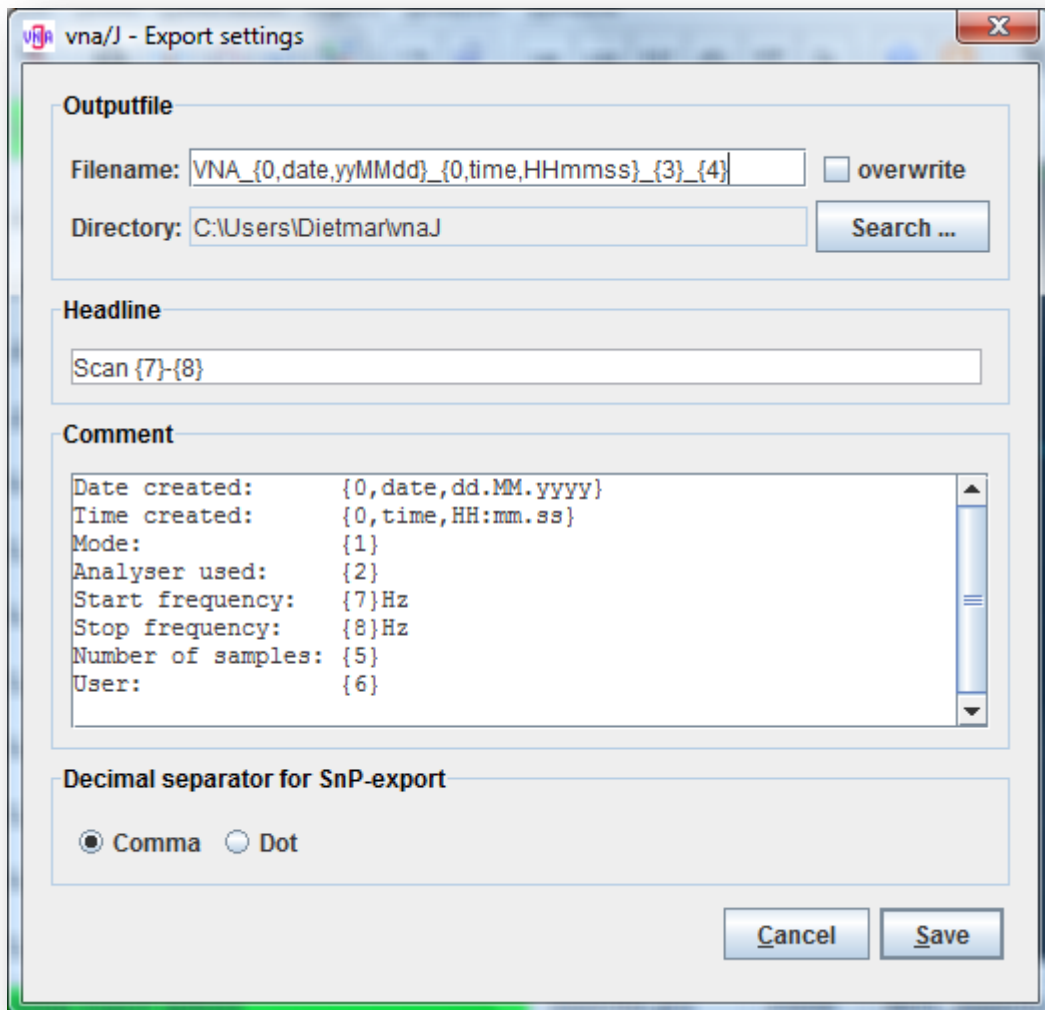 VNA vna/J - Export settings
Outputfile
Filename: VNA_{0,date,yyMMdd}_{0,time,HHmmss}_{3}_{4} overwrite
Directory: C:\Users\Dietmar\vnaJ Search ...
Headline
Scan {7}-{8}
Comment
Date created: {0,date,dd.MM.yyyy}
Time created: {0,time,HH:mm.ss}
Mode: {1}
Analyser used: {2}
Start frequency: {7}Hz
Stop frequency: {8}Hz
Number of samples: {5}
User: {6}
Decimal separator for SnP-export
Comma Dot
Cancel Save